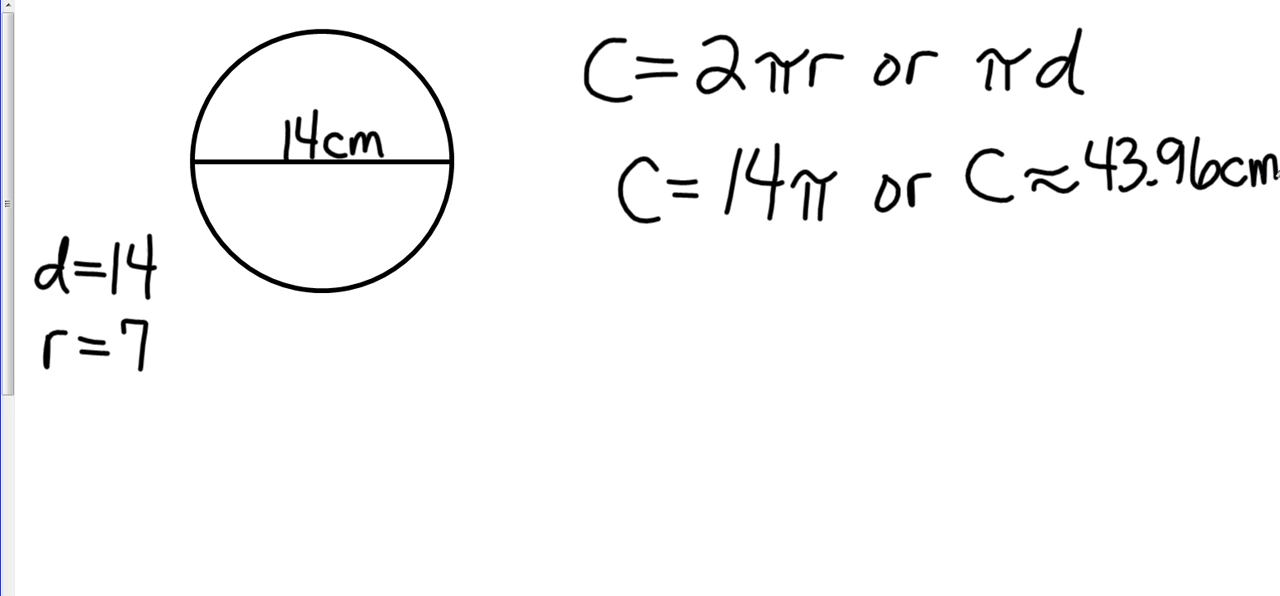 14cm
C=2πr or πd
C=14π or C≈43.96cm
d=14
r=7